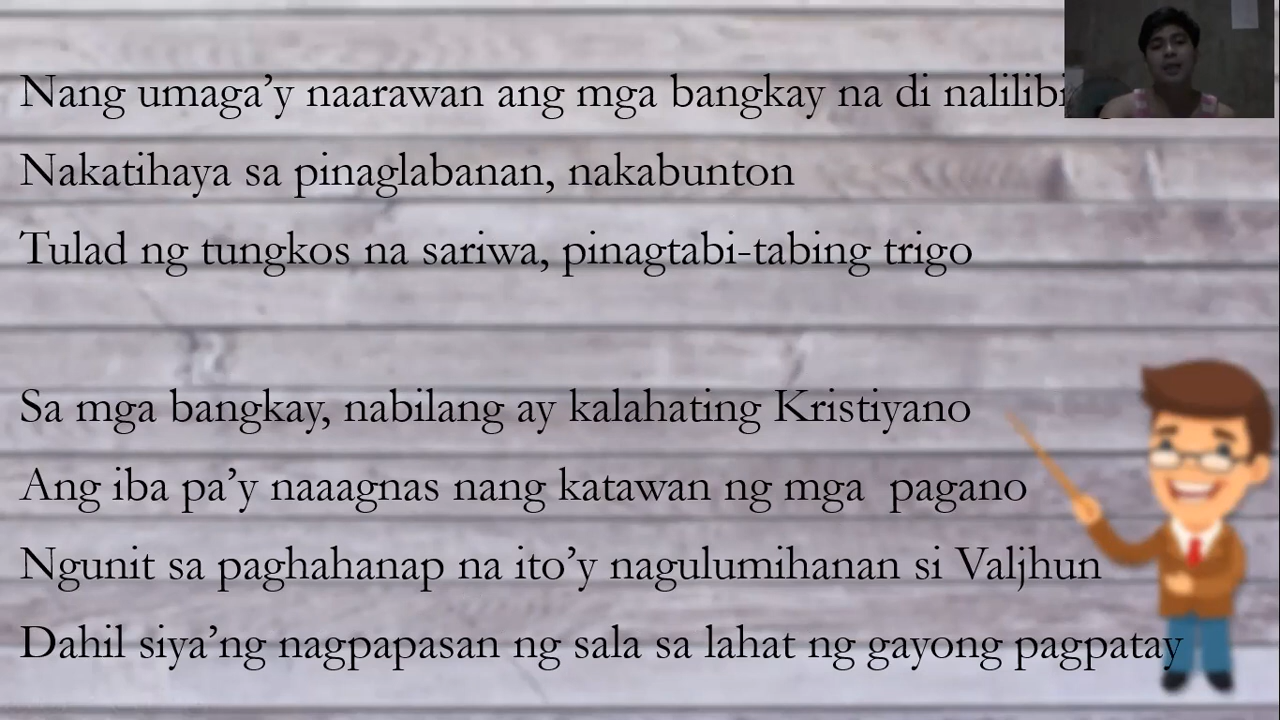 Nang umaga’y naarawan ang mga bangkay na di
Nakatihaya sa pinaglabanan, nakabunton
Tulad ng tungkos na sariwa, pinagtabi-tabing trigo
Sa mga bangkay, nabilang ay kalahating Kristiyano
Ang iba pa’y naaagnas nang katawan ng mga pagano
Ngunit sa paghahanap na ito’y nagulumihanan si Valjhun
Dahil siya’ng nagpapasan ng sala sa lahat ng gayong pagpatay